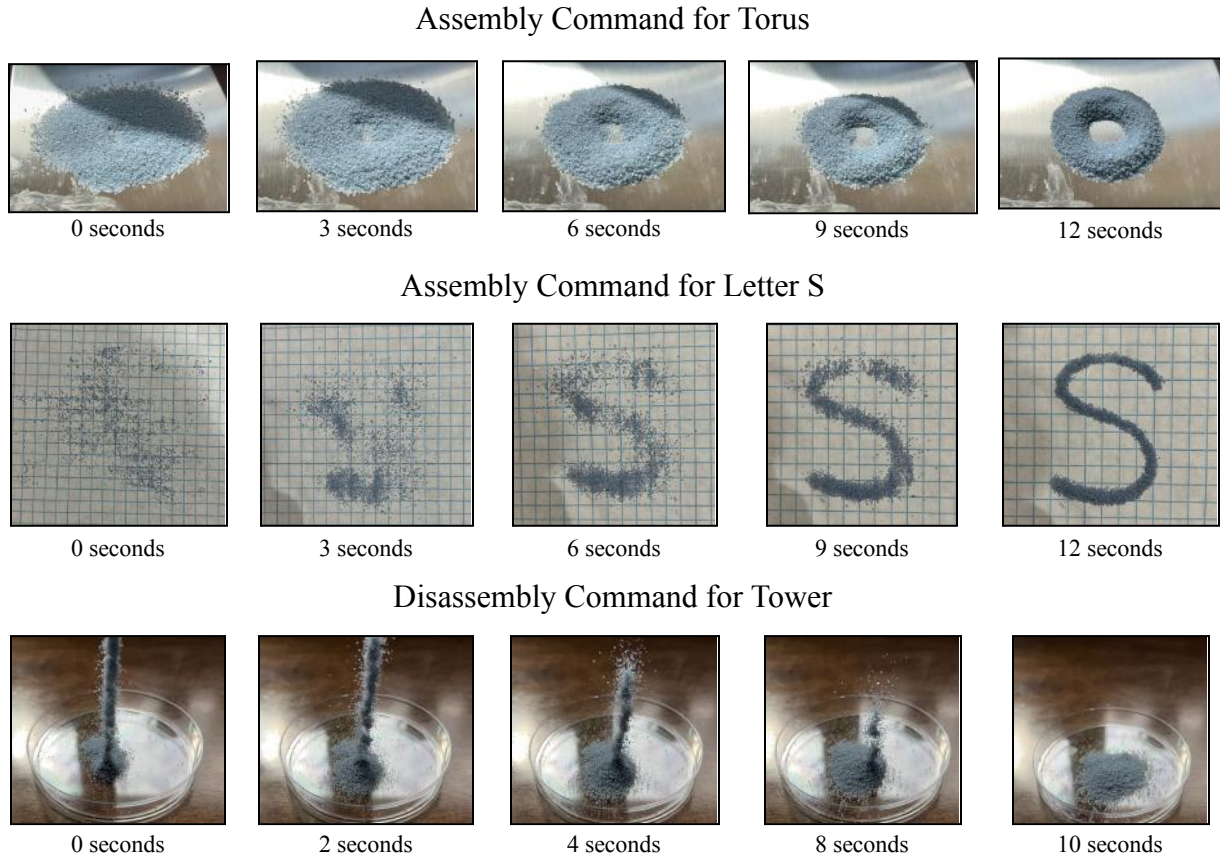 Assembly Command for Torus
0 seconds
3 seconds
6 seconds
9 seconds
12 seconds
Assembly Command for Letter S
0 seconds
3 seconds
6 seconds
9 seconds
12 seconds
Disassembly Command for Tower
0 seconds
2 seconds
4 seconds
8 seconds
10 seconds